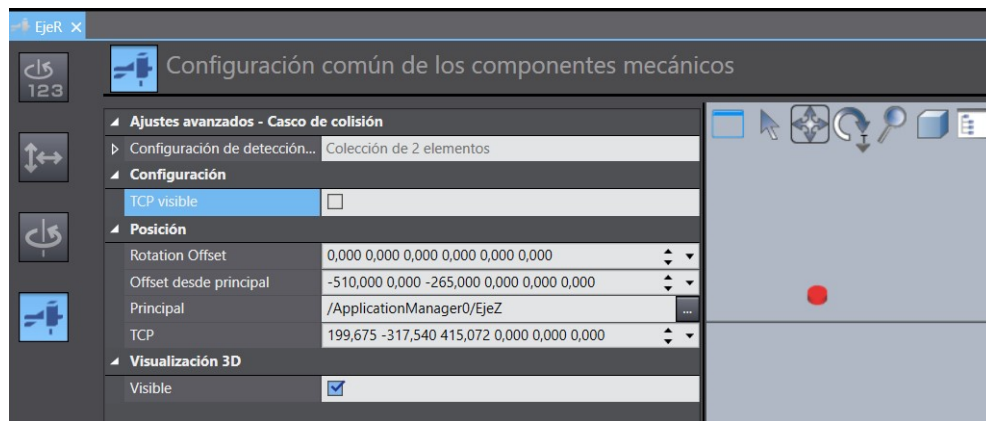 EjeR ×
123
Configuración común de los componentes mecánicos
Ajustes avanzados - Casco de colisión
Configuración de detección... Colección de 2 elementos
Configuración
TCP visible
Posición
Rotation Offset 0,000 0,000 0,000 0,000 0,000 0,000
Offset desde principal -510,000 0,000 -265,000 0,000 0,000 0,000
Principal /ApplicationManager0/EjeZ ...
TCP 199,675 -317,540 415,072 0,000 0,000 0,000
Visualización 3D
Visible